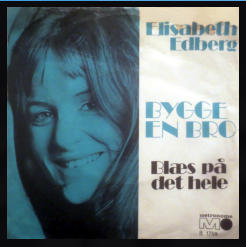 Elisabeth
Edberg
BYGGE
EN BRO
Blæs på
det hele
metronome